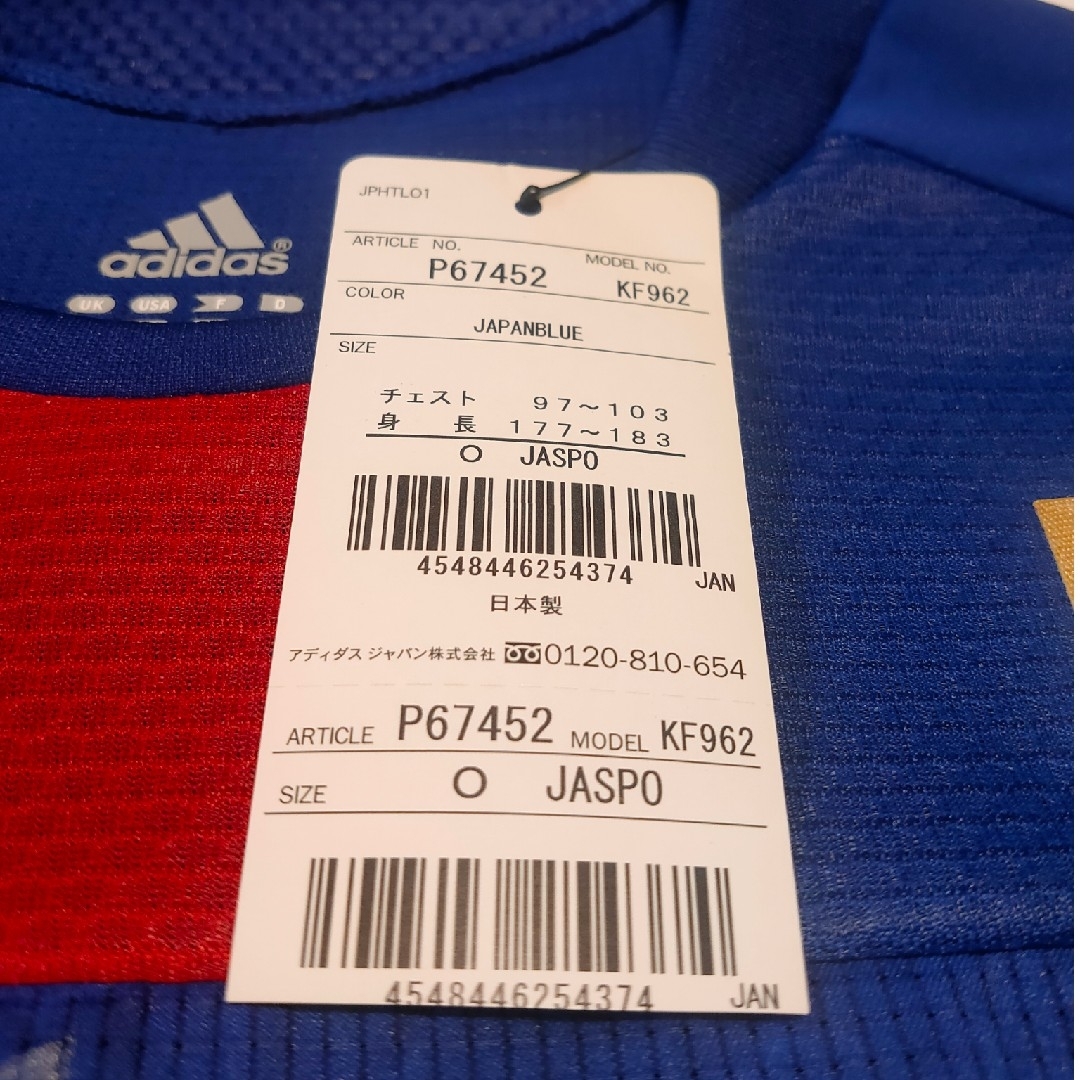 adidas®
UK USA F D
JPHTL01
ARTICLE NO. MODEL NO.
P67452 KF962
COLOR
JAPANBLUE
SIZE
チェスト 97~103
身 長 177~183
O JASPO
4548446254374 JAN
日本製
アディダス ジャパン株式会社 0120-810-654
ARTICLE P67452 MODEL KF962
SIZE O JASPO
4548446254374 JAN